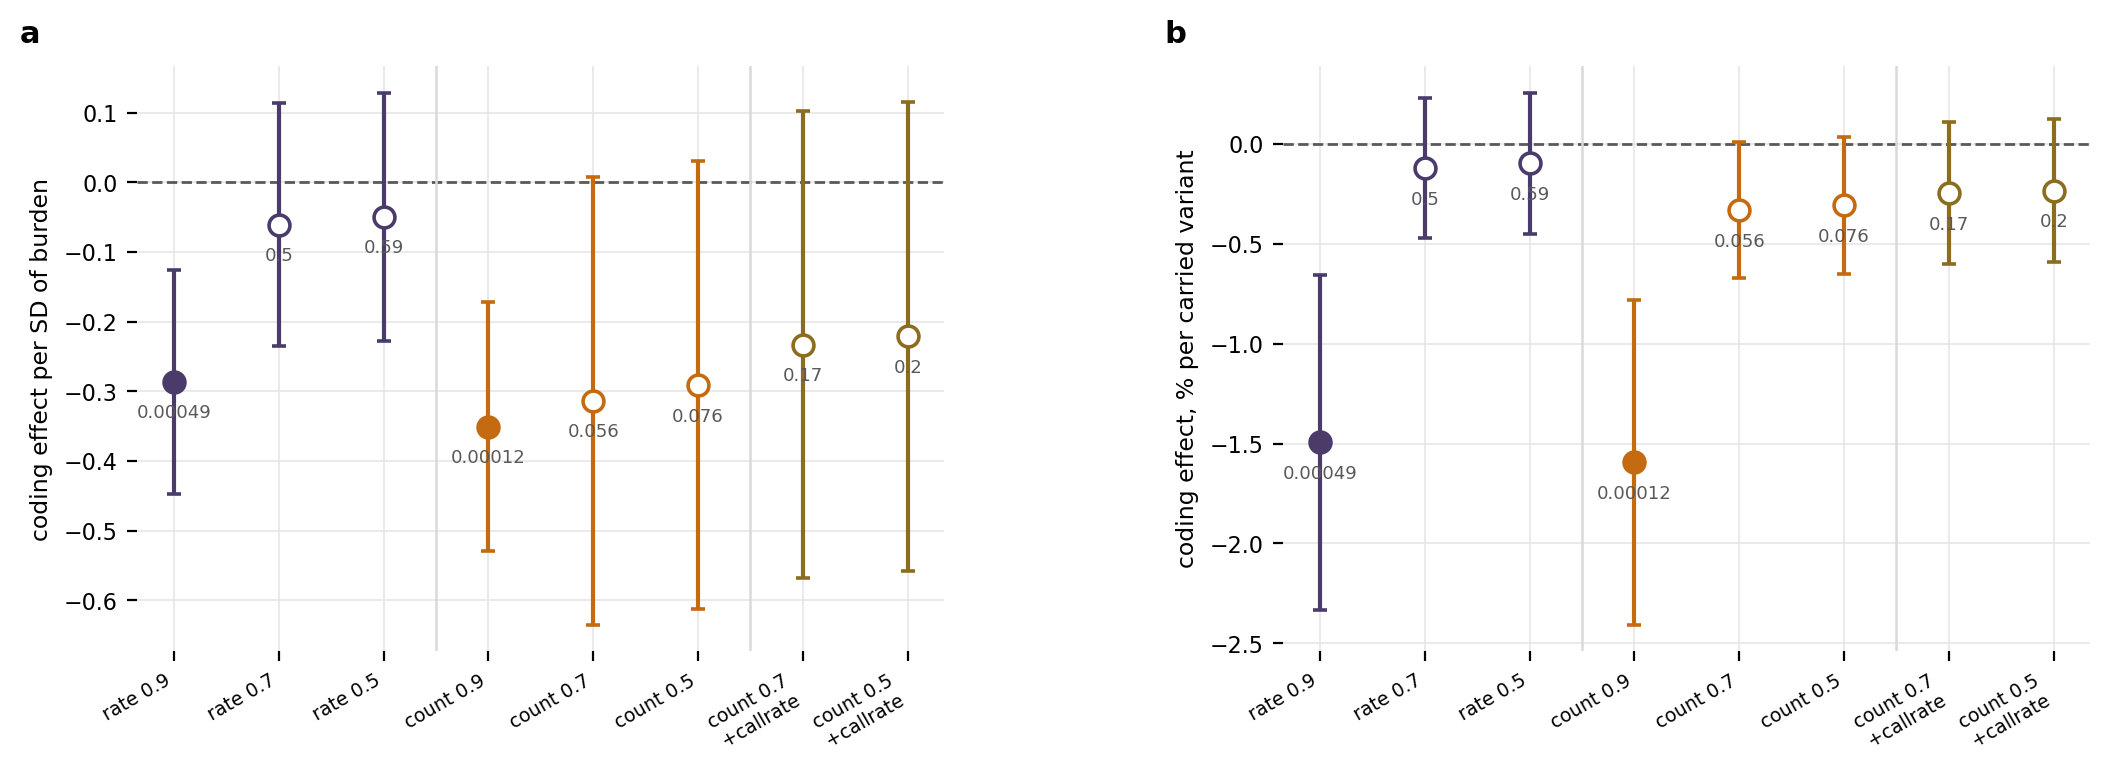 a
coding effect per SD of burden
0.1
0.0
−0.1
−0.2
−0.3
−0.4
−0.5
−0.6
0.00049
0.5
0.59
0.00012
0.056
0.076
0.17
0.2
rate 0.9
rate 0.7
rate 0.5
count 0.9
count 0.7
count 0.5
count 0.7
+callrate
count 0.5
+callrate
b
coding effect, % per carried variant
0.0
−0.5
−1.0
−1.5
−2.0
−2.5
0.00049
0.5
0.59
0.00012
0.056
0.076
0.17
0.2
rate 0.9
rate 0.7
rate 0.5
count 0.9
count 0.7
count 0.5
count 0.7
+callrate
count 0.5
+callrate